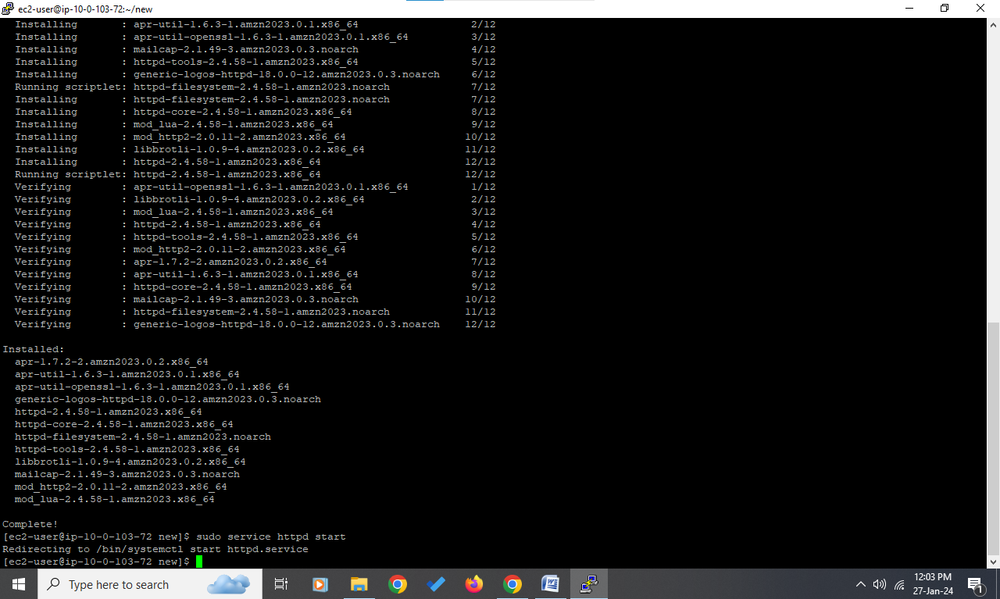 ec2-user@ip-10-0-103-72:~/new
Installing : apr-util-1.6.3-1.amzn2023.0.1.x86_64 2/12
Installing : apr-util-openssl-1.6.3-1.amzn2023.0.1.x86_64 3/12
Installing : mailcap-2.1.49-3.amzn2023.0.3.noarch 4/12
Installing : httpd-tools-2.4.58-1.amzn2023.x86_64 5/12
Installing : generic-logos-httpd-18.0.0-12.amzn2023.0.3.noarch 6/12
Running scriptlet: httpd-filesystem-2.4.58-1.amzn2023.noarch 7/12
Installing : httpd-filesystem-2.4.58-1.amzn2023.noarch 7/12
Installing : httpd-core-2.4.58-1.amzn2023.x86_64 8/12
Installing : mod_lua-2.4.58-1.amzn2023.x86_64 9/12
Installing : mod_http2-2.0.11-2.amzn2023.x86_64 10/12
Installing : libbrotli-1.0.9-4.amzn2023.0.2.x86_64 11/12
Installing : httpd-2.4.58-1.amzn2023.x86_64 12/12
Running scriptlet: httpd-2.4.58-1.amzn2023.x86_64 12/12
Verifying : apr-util-openssl-1.6.3-1.amzn2023.0.1.x86_64 1/12
Verifying : libbrotli-1.0.9-4.amzn2023.0.2.x86_64 2/12
Verifying : mod_lua-2.4.58-1.amzn2023.x86_64 3/12
Verifying : httpd-2.4.58-1.amzn2023.x86_64 4/12
Verifying : httpd-tools-2.4.58-1.amzn2023.x86_64 5/12
Verifying : mod_http2-2.0.11-2.amzn2023.x86_64 6/12
Verifying : apr-1.7.2-2.amzn2023.0.2.x86_64 7/12
Verifying : apr-util-1.6.3-1.amzn2023.0.1.x86_64 8/12
Verifying : httpd-core-2.4.58-1.amzn2023.x86_64 9/12
Verifying : mailcap-2.1.49-3.amzn2023.0.3.noarch 10/12
Verifying : httpd-filesystem-2.4.58-1.amzn2023.noarch 11/12
Verifying : generic-logos-httpd-18.0.0-12.amzn2023.0.3.noarch 12/12
Installed:
apr-1.7.2-2.amzn2023.0.2.x86_64
apr-util-1.6.3-1.amzn2023.0.1.x86_64
apr-util-openssl-1.6.3-1.amzn2023.0.1.x86_64
generic-logos-httpd-18.0.0-12.amzn2023.0.3.noarch
httpd-2.4.58-1.amzn2023.x86_64
httpd-core-2.4.58-1.amzn2023.x86_64
httpd-filesystem-2.4.58-1.amzn2023.noarch
httpd-tools-2.4.58-1.amzn2023.x86_64
libbrotli-1.0.9-4.amzn2023.0.2.x86_64
mailcap-2.1.49-3.amzn2023.0.3.noarch
mod_http2-2.0.11-2.amzn2023.x86_64
mod_lua-2.4.58-1.amzn2023.x86_64
Complete!
[ec2-user@ip-10-0-103-72 new]$ sudo service httpd start
Redirecting to /bin/systemctl start httpd.service
[ec2-user@ip-10-0-103-72 new]$
Type here to search
12:03 PM
27-Jan-24
1